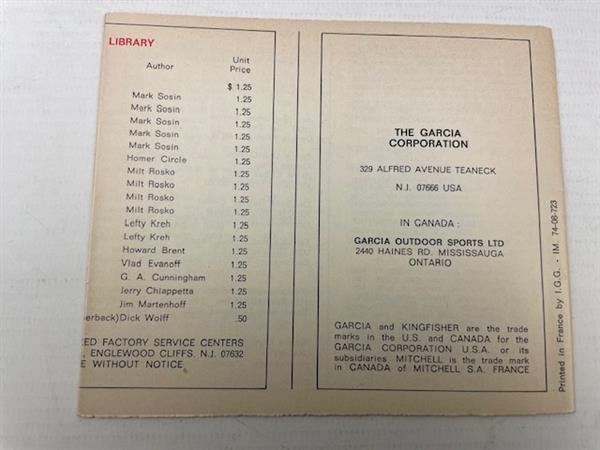 LIBRARY
Author Unit Price
$ 1.25
Mark Sosin 1.25
Mark Sosin 1.25
Mark Sosin 1.25
Mark Sosin 1.25
Mark Sosin 1.25
Homer Circle 1.25
Milt Rosko 1.25
Milt Rosko 1.25
Milt Rosko 1.25
Milt Rosko 1.25
Lefty Kreh 1.25
Lefty Kreh 1.25
Howard Brent 1.25
Vlad Evanoff 1.25
G. A. Cunningham 1.25
Jerry Chiappetta 1.25
Jim Martenhoff 1.25
erback)Dick Wolff .50
ED FACTORY SERVICE CENTERS
, ENGLEWOOD CLIFFS, N.J. 07632
E WITHOUT NOTICE
THE GARCIA
CORPORATION
329 ALFRED AVENUE TEANECK
N.J. 07666 USA
IN CANADA :
GARCIA OUTDOOR SPORTS LTD
2440 HAINES RD. MISSISSAUGA
ONTARIO
GARCIA and KINGFISHER are the trade
marks in the U.S. and CANADA for the
GARCIA CORPORATION U.S.A. or its
subsidiaries. MITCHELL is the trade mark
in CANADA of MITCHELL S.A. FRANCE
Printed in France by I.G.G. - IM. 74-08-723